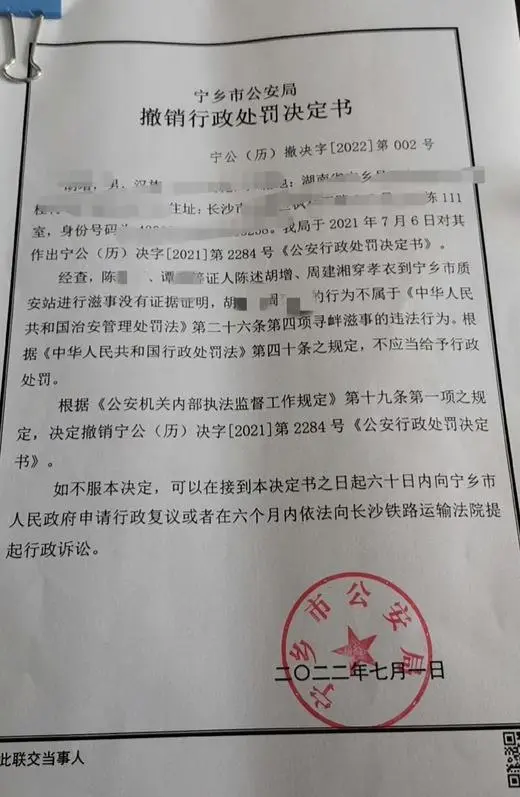 宁乡市公安局
撤销行政处罚决定书
宁公（历）撤决字[2022]第 002 号
湖南省宁乡
住址：长沙市 栋 111
室，身份号码为 。我局于 2021 年 7 月 6 日对其
作出宁公（历）决字[2021]第 2284 号《公安行政处罚决定书》。
经查，陈 、谭 等证人陈述胡增、周建湘穿孝衣到宁乡市质
安站进行滋事没有证据证明，胡 周 的行为不属于《中华人民
共和国治安管理处罚法》第二十六条第四项寻衅滋事的违法行为。根
据《中华人民共和国行政处罚法》第四十条之规定，不应当给予行政
处罚。
根据《公安机关内部执法监督工作规定》第十九条第一项之规
定，决定撤销宁公（历）决字[2021]第 2284 号《公安行政处罚决定
书》。
如不服本决定，可以在接到本决定书之日起六十日内向宁乡市
人民政府申请行政复议或者在六个月内依法向长沙铁路运输法院提
起行政诉讼。
宁乡市公安局
二〇二二年七月一日
此联交当事人